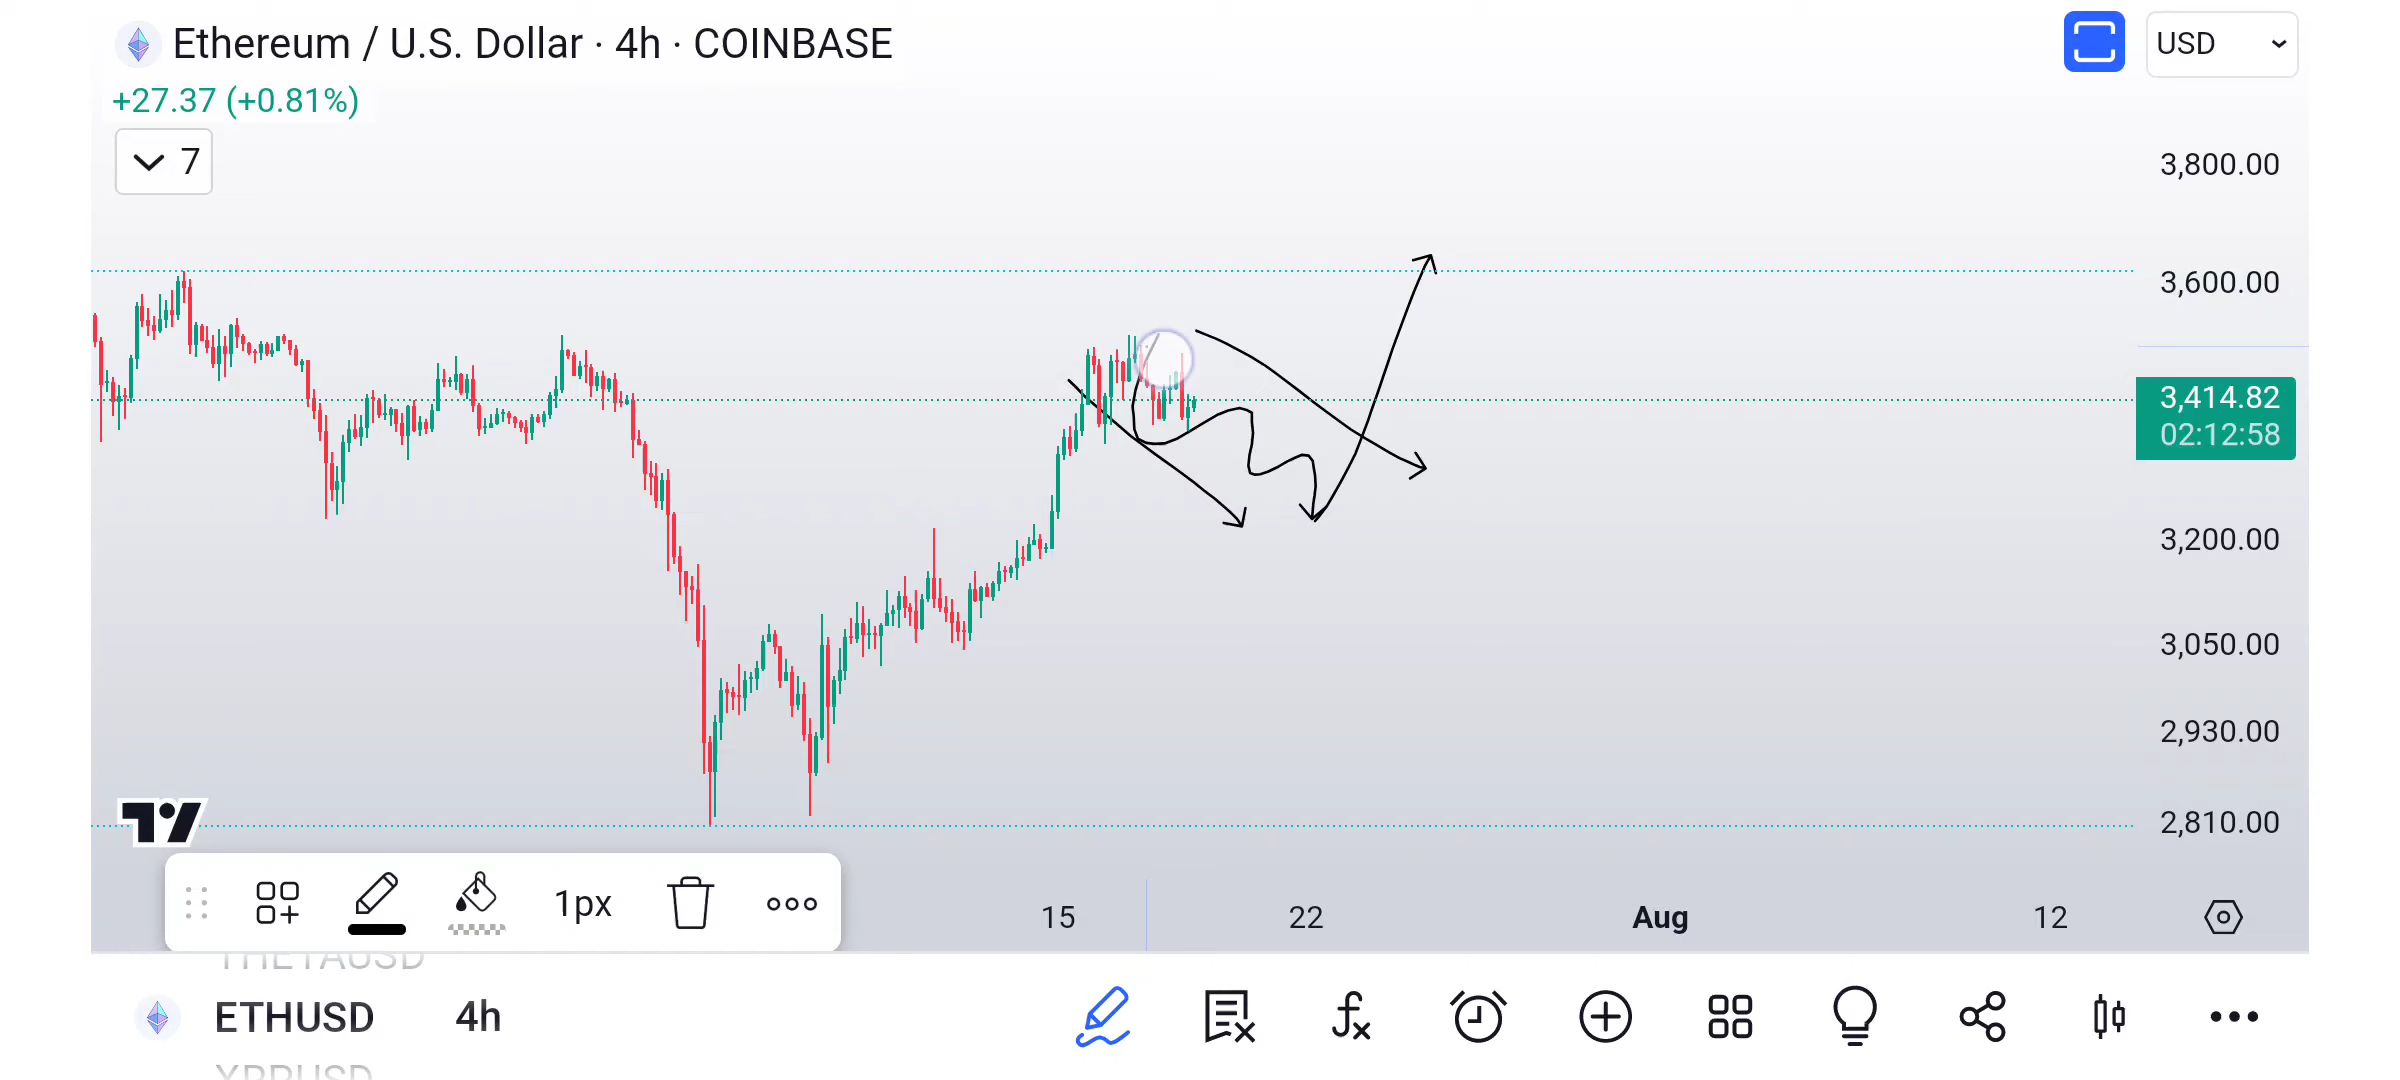 Ethereum / U.S. Dollar · 4h · COINBASE
USD
+27.37 (+0.81%)
7
3,800.00
3,600.00
3,414.82
02:12:58
3,200.00
3,050.00
2,930.00
2,810.00
1px
15
22
Aug
12
THETAUSD
ETHUSD 4h
XRPUSD